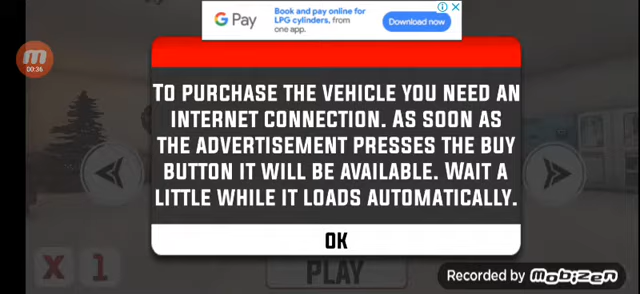 G Pay
Book and pay online for
LPG cylinders, from
one app.
Download now
00:36
TO PURCHASE THE VEHICLE YOU NEED AN
INTERNET CONNECTION. AS SOON AS
THE ADVERTISEMENT PRESSES THE BUY
BUTTON IT WILL BE AVAILABLE. WAIT A
LITTLE WHILE IT LOADS AUTOMATICALLY.
OK
X 1
PLAY
Recorded by Mobizen